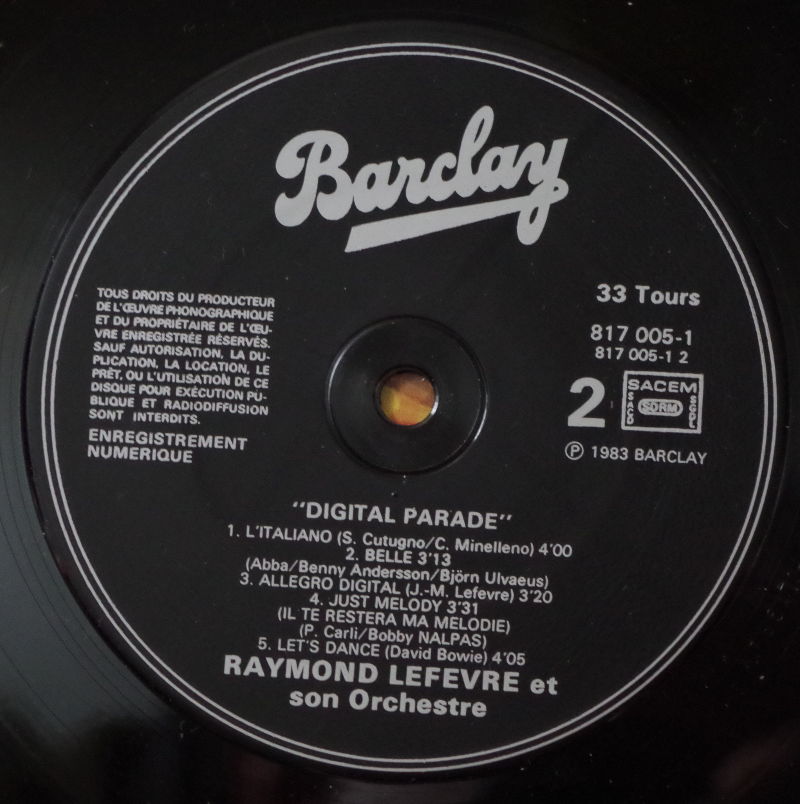 Barclay
TOUS DROITS DU PRODUCTEUR
DE L'ŒUVRE PHONOGRAPHIQUE
ET DU PROPRIÉTAIRE DE L'ŒU-
VRE ENREGISTRÉE RÉSERVÉS.
SAUF AUTORISATION, LA DU-
PLICATION, LA LOCATION, LE
PRÊT, OU L'UTILISATION DE CE
DISQUE POUR EXÉCUTION PU-
BLIQUE ET RADIODIFFUSION
SONT INTERDITS.
ENREGISTREMENT
NUMERIQUE
33 Tours
817 005-1
817 005-1 2
2
SACEM
SACD
SDRM
SGDL
℗ 1983 BARCLAY
"DIGITAL PARADE"
1. L'ITALIANO (S. Cutugno/C. Minelleno) 4'00
2. BELLE 3'13
(Abba/Benny Andersson/Björn Ulvaeus)
3. ALLEGRO DIGITAL (J.-M. Lefevre) 3'20
4. JUST MELODY 3'31
(IL TE RESTERA MA MELODIE)
(P. Carli/Bobby NALPAS)
5. LET'S DANCE (David Bowie) 4'05
RAYMOND LEFEVRE et
son Orchestre